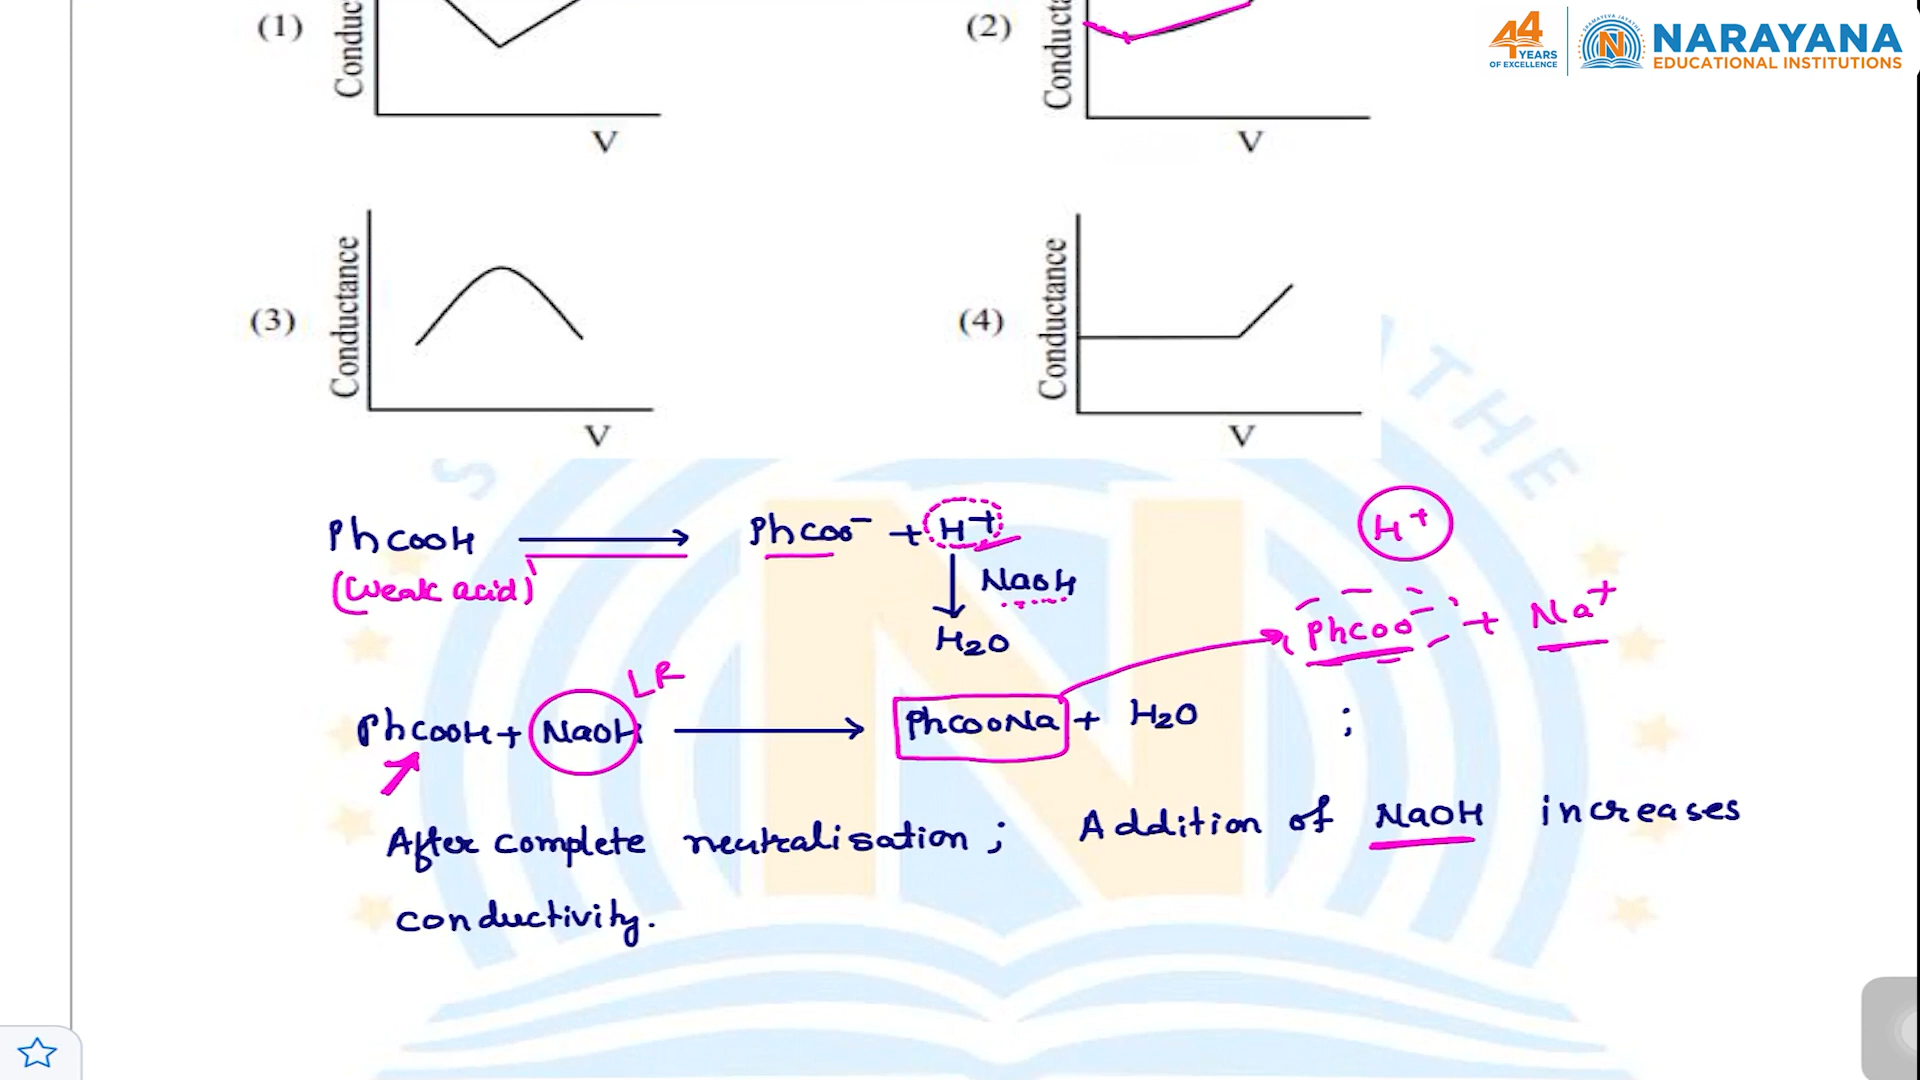 (1)
Conduc
V
(2)
Conducta
V
44 YEARS OF EXCELLENCE
NARAYANA
EDUCATIONAL INSTITUTIONS
(3)
Conductance
V
(4)
Conductance
V
S
ATHE
PhCOOH ⟶ PhCOO⁻ + H⁺
H⁺
(weak acid)
NaOH
H₂O
PhCOO⁻ + Na⁺
LR
PhCOOH + NaOH ⟶ PhCOONa + H₂O ;
After complete neutralisation ; Addition of NaOH increases
conductivity.